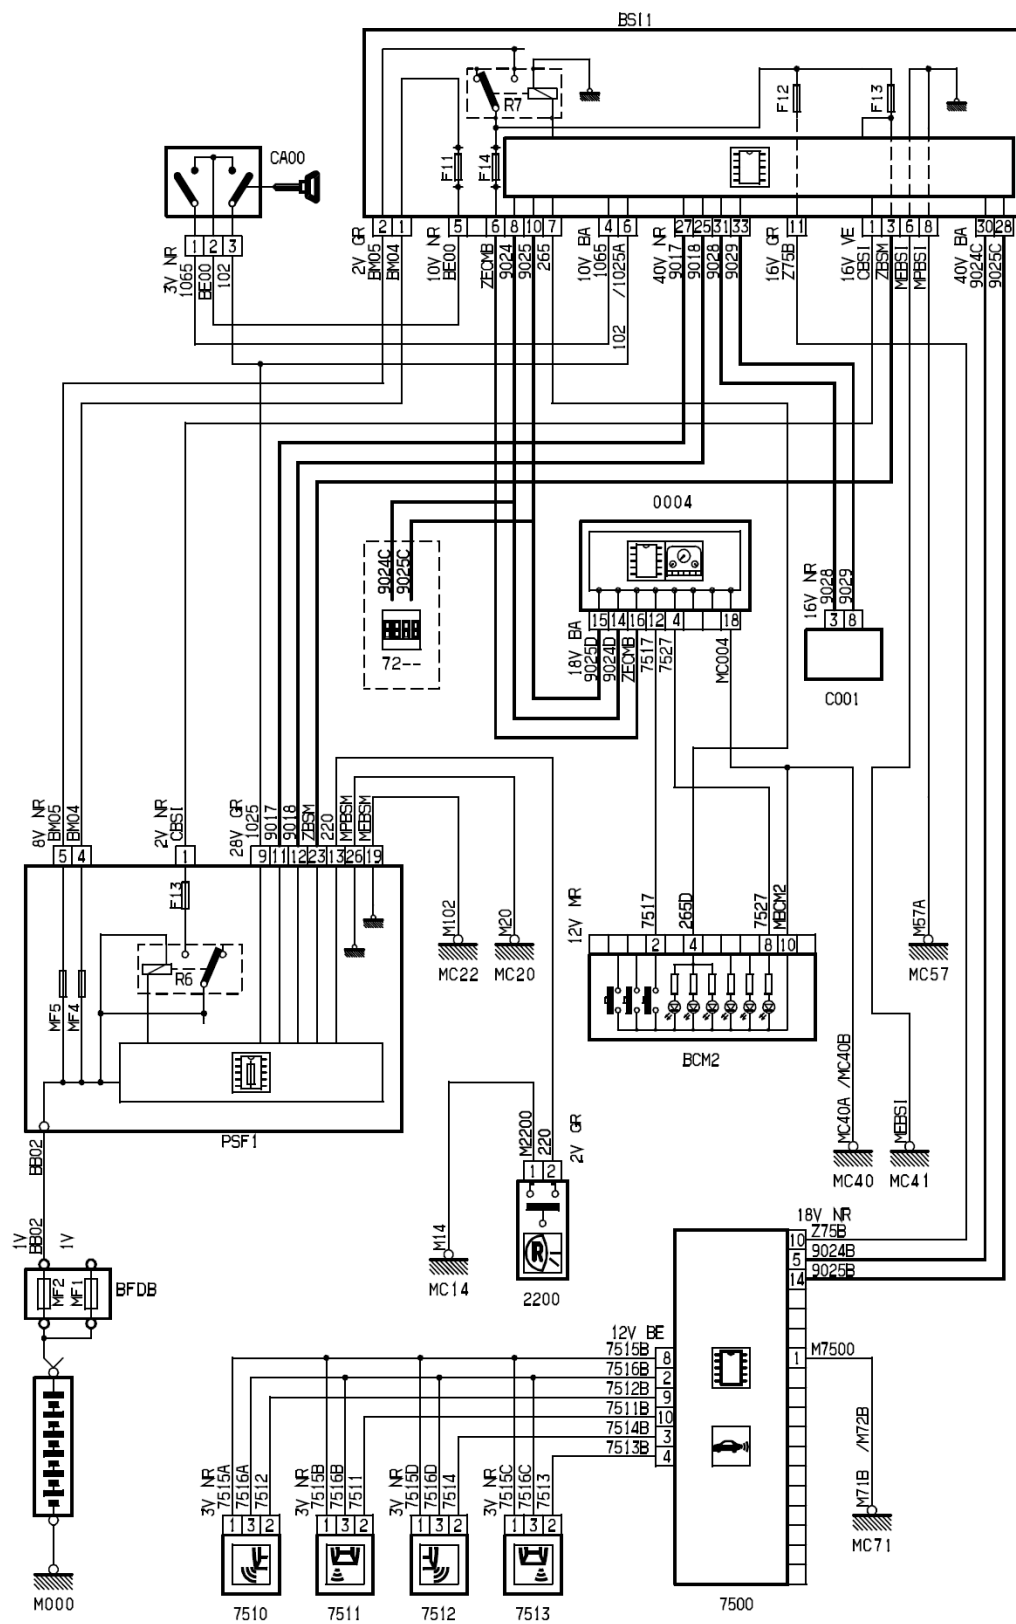 BSI1
F12
F13
R7
CA00
F11
F14
1 2 3
2 1 5 6 8 10 7 4 6 27 25 31 33 11 1 3 6 8 30 28
3V NR
1065
BE00
102
2V GR
BM05
BM04
10V NR
BE00
ZECMB
9024
9025
265
10V BA
1065
/1025A
102
40V NR
9017
9018
9028
9029
16V GR
Z75B
16V VE
CBSI
ZBSM
MEBSI
MPBSI
40V BA
9024C
9025C
0004
9024C
9025C
72--
15 14 16 12 4 18
18V BA
9025D
9024D
ZECMB
7517
7527
MC004
16V NR
9028
9029
3 8
C001
8V NR
BM05
BM04
2V NR
CBSI
28V GR
1025
9017
9018
ZBSM
220
MPBSM
MEBSM
5 4 1 9 11 12 23 13 26 19
F13
R6
MF5
MF4
PSF1
M102
MC22
M20
MC20
12V MR
7517
265D
7527
MBCM2
2 4 8 10
BCM2
M57A
MC57
MC40A /MC40B
MC40
MEBSI
MC41
BB02
1V
BB02
1V
MF2
MF1
BFDB
M000
M2200
220
2V GR
1 2
R
2200
M14
MC14
18V NR
Z75B
10
9024B
5
9025B
14
M7500
1
M71B /M72B
MC71
12V BE
7515B 8
7516B 2
7512B 9
7511B 10
7514B 3
7513B 4
3V NR
7515A
7516A
7512
3V NR
7515B
7516B
7511
3V NR
7515D
7516D
7514
3V NR
7515C
7516C
7513
1 3 2 1 3 2 1 3 2 1 3 2
7510 7511 7512 7513 7500